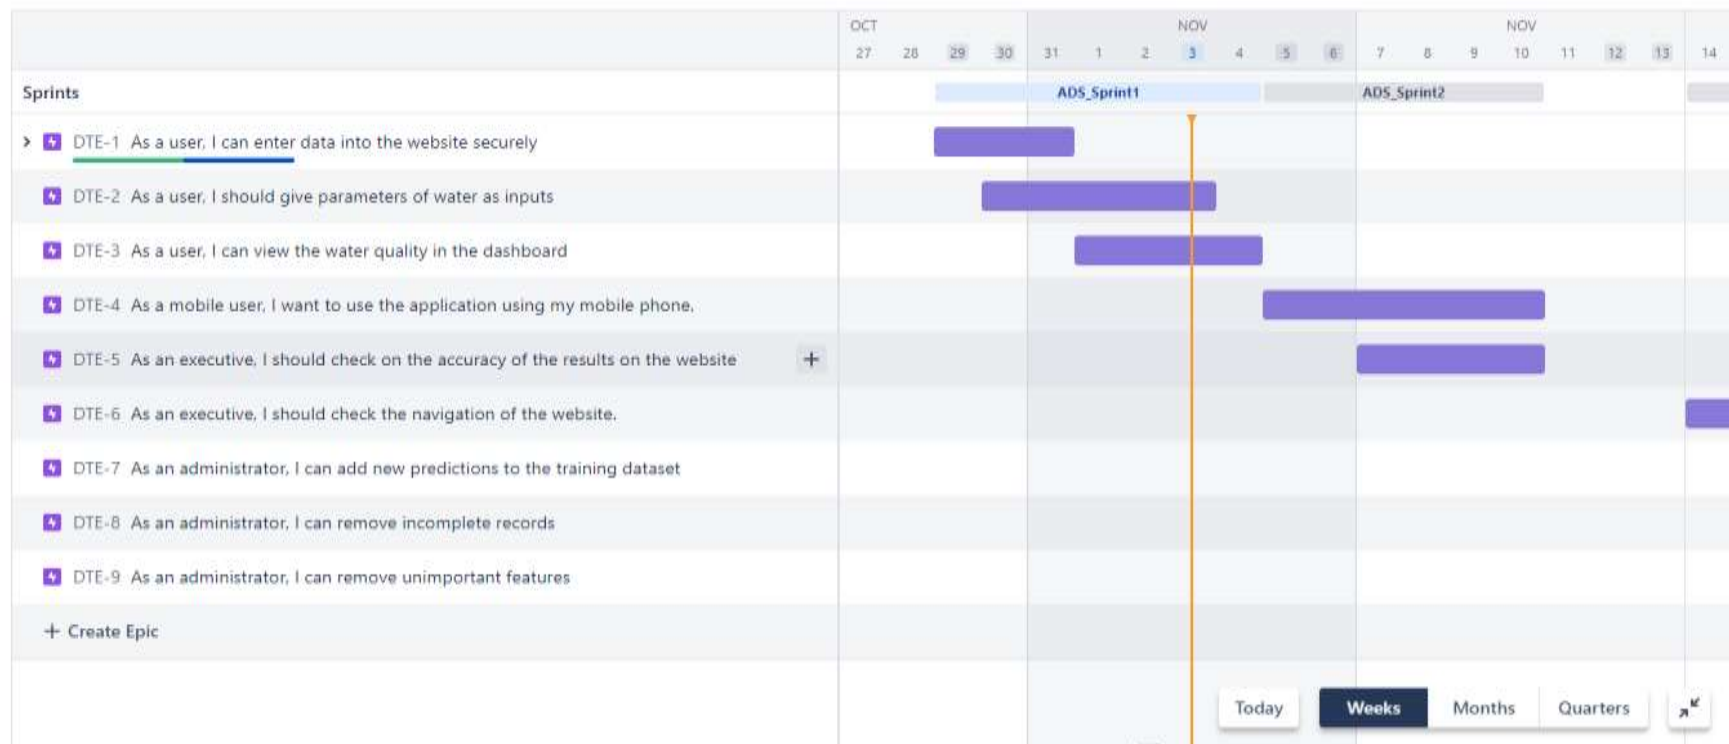 OCT NOV NOV
27 28 29 30 31 1 2 3 4 5 6 7 8 9 10 11 12 13 14
Sprints ADS_Sprint1 ADS_Sprint2
DTE-1 As a user, I can enter data into the website securely
DTE-2 As a user, I should give parameters of water as inputs
DTE-3 As a user, I can view the water quality in the dashboard
DTE-4 As a mobile user, I want to use the application using my mobile phone.
DTE-5 As an executive, I should check on the accuracy of the results on the website +
DTE-6 As an executive, I should check the navigation of the website.
DTE-7 As an administrator, I can add new predictions to the training dataset
DTE-8 As an administrator, I can remove incomplete records
DTE-9 As an administrator, I can remove unimportant features
+ Create Epic
Today Weeks Months Quarters